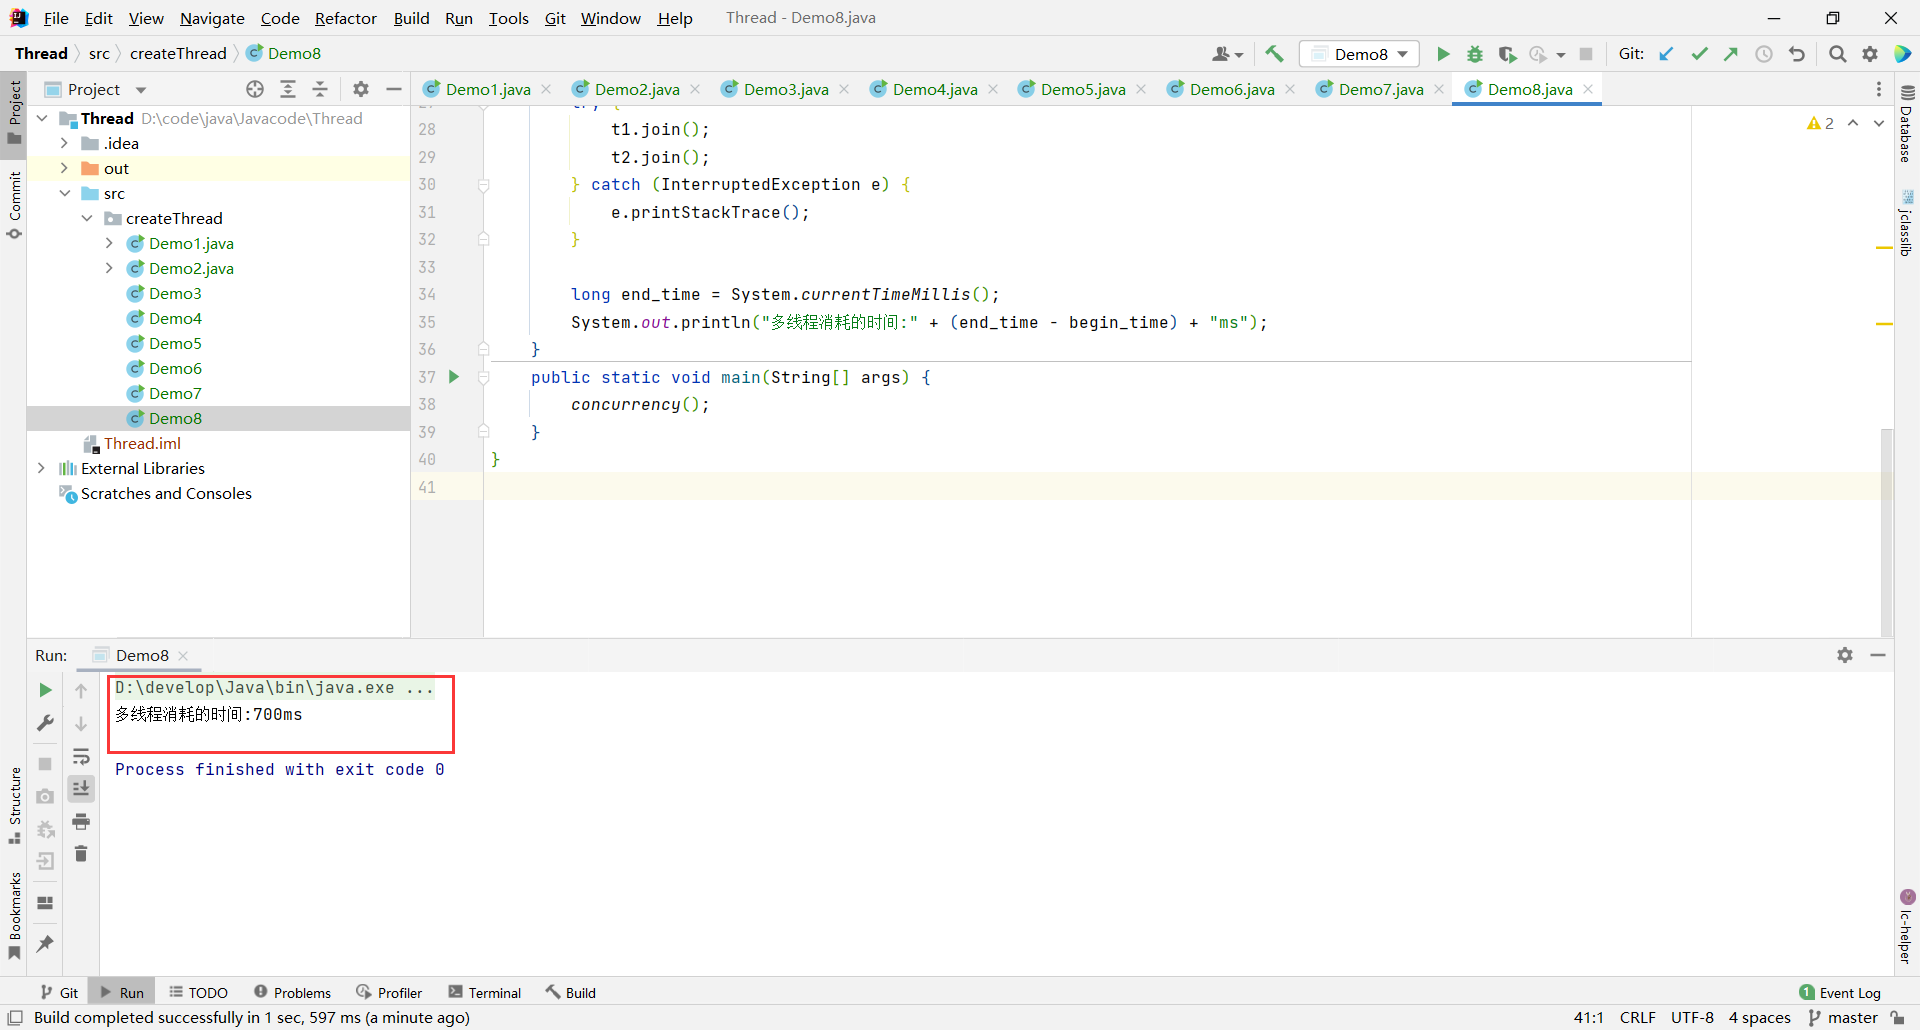 File Edit View Navigate Code Refactor Build Run Tools Git Window Help Thread - Demo8.java
Thread src createThread Demo8
Demo8 Git:
Project
Demo1.java Demo2.java Demo3.java Demo4.java Demo5.java Demo6.java Demo7.java Demo8.java
Project
Commit
Structure
Bookmarks
Thread D:\code\java\Javacode\Thread
.idea
out
src
createThread
Demo1.java
Demo2.java
Demo3
Demo4
Demo5
Demo6
Demo7
Demo8
Thread.iml
External Libraries
Scratches and Consoles
2
27 try {
28 t1.join();
29 t2.join();
30 } catch (InterruptedException e) {
31 e.printStackTrace();
32 }
33
34 long end_time = System.currentTimeMillis();
35 System.out.println("多线程消耗的时间:" + (end_time - begin_time) + "ms");
36 }
37 public static void main(String[] args) {
38 concurrency();
39 }
40 }
41
Database
jclasslib
lc-helper
Run: Demo8
D:\develop\Java\bin\java.exe ...
多线程消耗的时间:700ms
Process finished with exit code 0
Git Run TODO Problems Profiler Terminal Build 1 Event Log
Build completed successfully in 1 sec, 597 ms (a minute ago) 41:1 CRLF UTF-8 4 spaces master